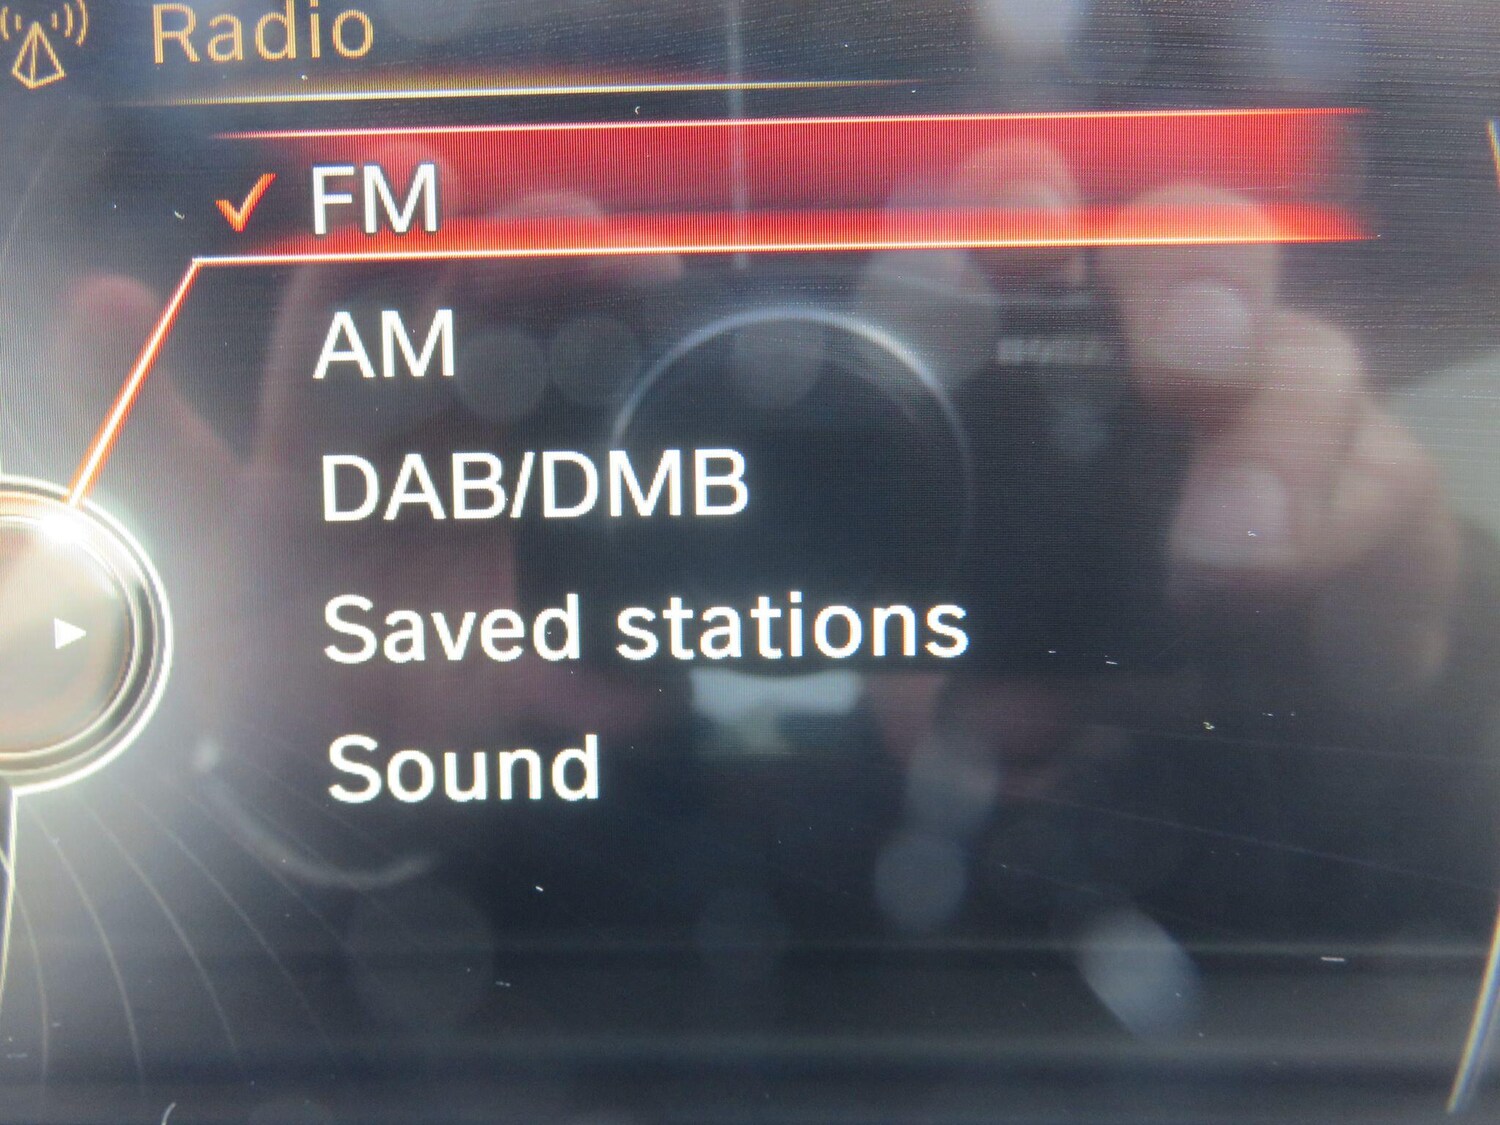 Radio
FM
AM
DAB/DMB
Saved stations
Sound